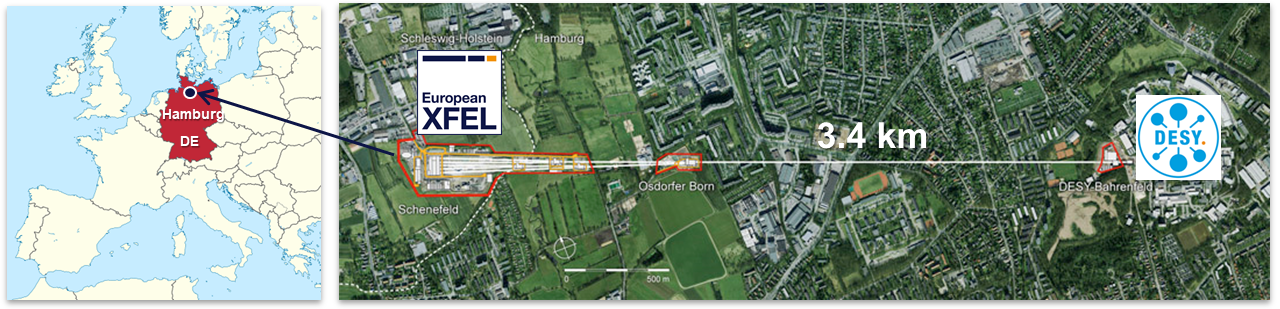 Hamburg
DE
Schleswig-Holstein
Hamburg
European
XFEL
Schenefeld
Osdorfer Born
3.4 km
DESY.
DESY-Bahrenfeld
0
500 m